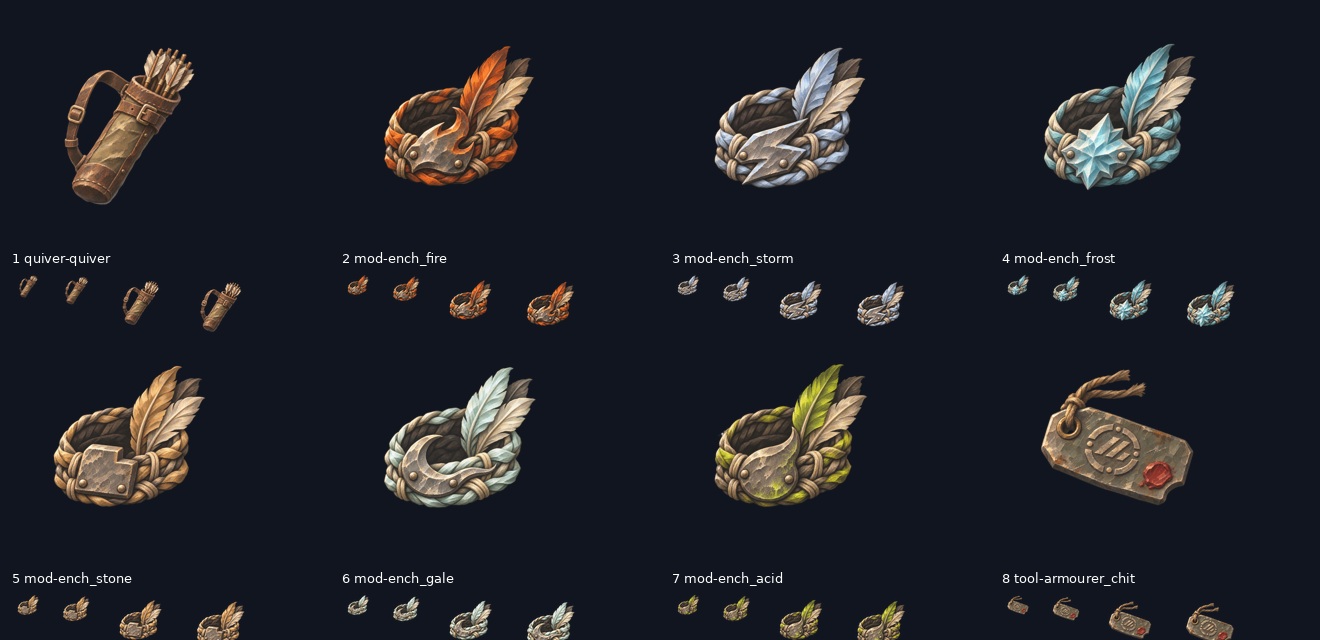 1 quiver-quiver
2 mod-ench_fire
3 mod-ench_storm
4 mod-ench_frost
5 mod-ench_stone
6 mod-ench_gale
7 mod-ench_acid
8 tool-armourer_chit